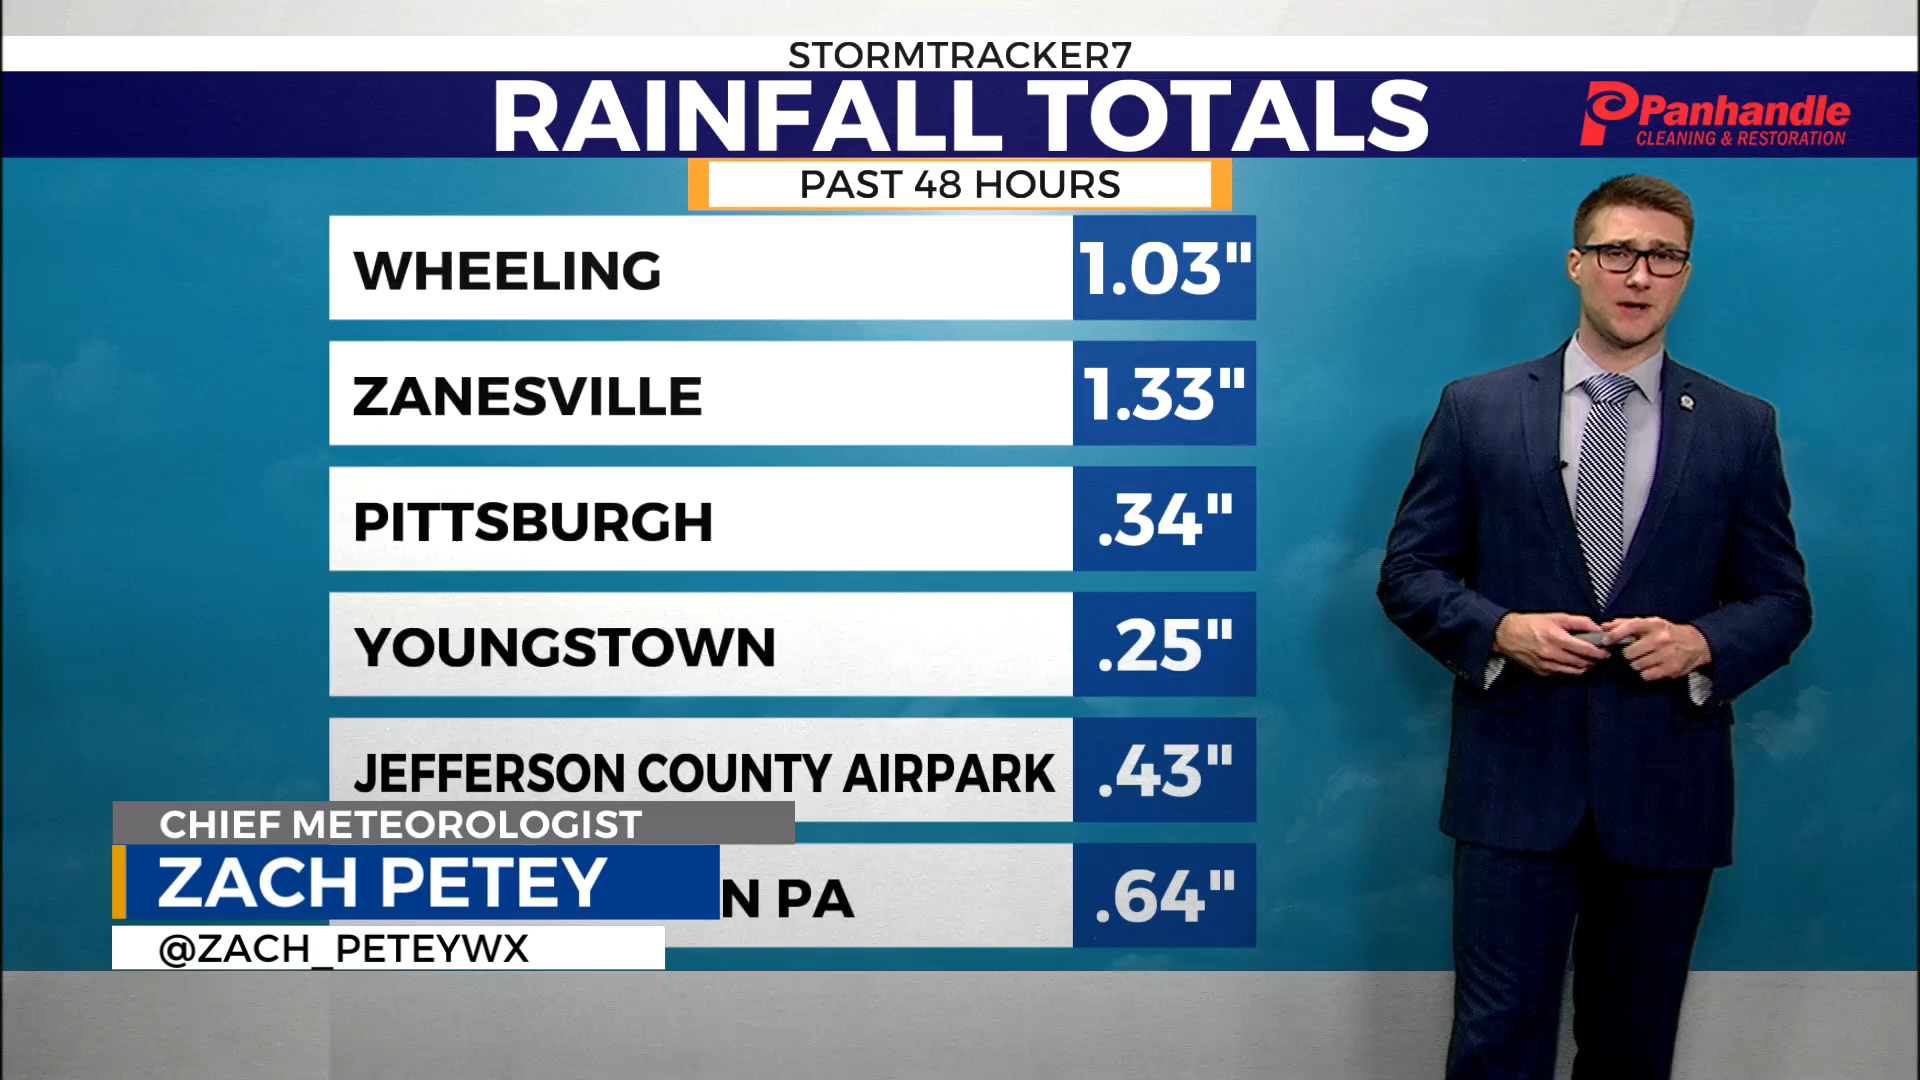 STORMTRACKER7
RAINFALL TOTALS
Panhandle
CLEANING & RESTORATION
PAST 48 HOURS
WHEELING 1.03"
ZANESVILLE 1.33"
PITTSBURGH .34"
YOUNGSTOWN .25"
JEFFERSON COUNTY AIRPARK .43"
PA .64"
CHIEF METEOROLOGIST
ZACH PETEY
@ZACH_PETEYWX